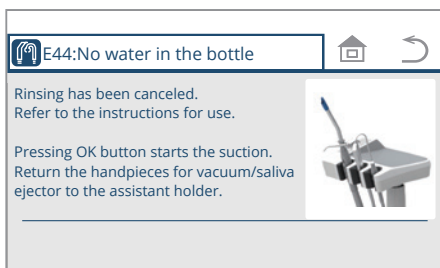 E44:No water in the bottle
Rinsing has been canceled.
Refer to the instructions for use.
Pressing OK button starts the suction.
Return the handpieces for vacuum/saliva
ejector to the assistant holder.